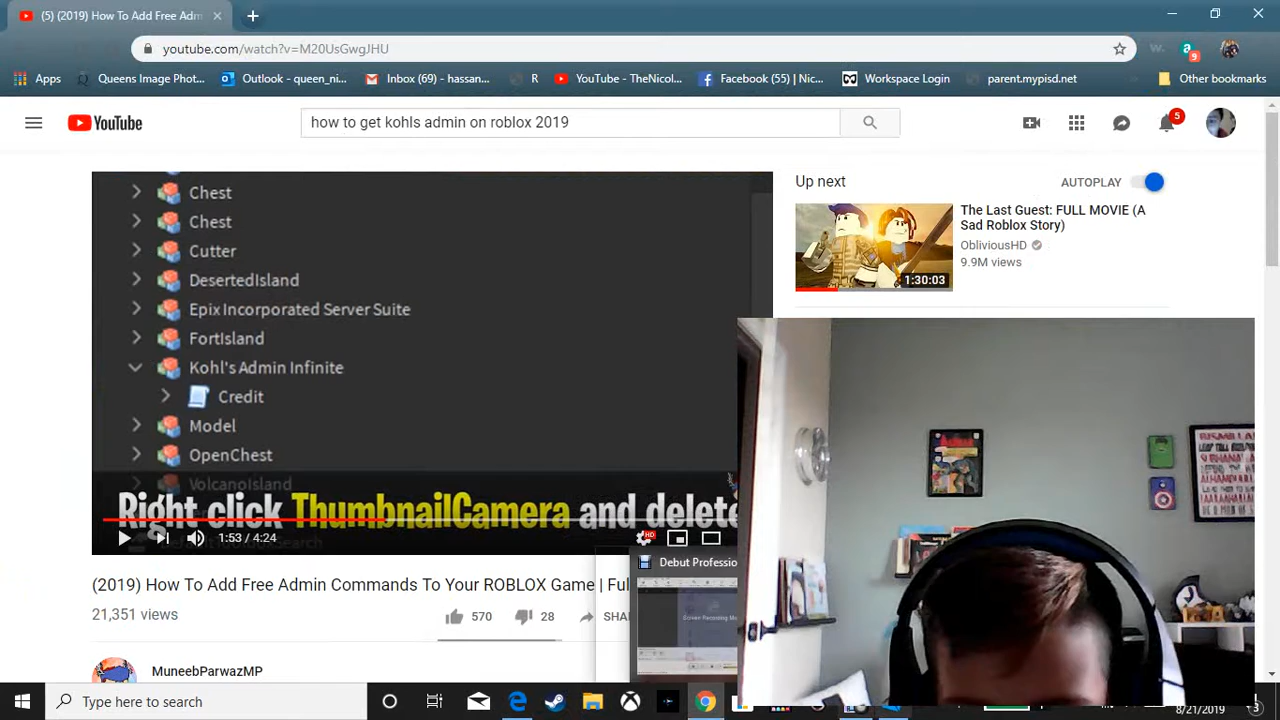 (5) (2019) How To Add Free Adm
youtube.com/watch?v=M20UsGwgJHU
Apps
Queens Image Phot...
Outlook - queen_ni...
Inbox (69) - hassan...
R
YouTube - TheNicol...
Facebook (55) | Nic...
Workspace Login
parent.mypisd.net
Other bookmarks
YouTube
how to get kohls admin on roblox 2019
5
9
Chest
Chest
Cutter
DesertedIsland
Epix Incorporated Server Suite
FortIsland
Kohl's Admin Infinite
Credit
Model
OpenChest
VolcanoIsland
Right click ThumbnailCamera and delete
1:53 / 4:24
HD
Up next
AUTOPLAY
The Last Guest: FULL MOVIE (A
Sad Roblox Story)
ObliviousHD
9.9M views
1:30:03
Debut Professio
(2019) How To Add Free Admin Commands To Your ROBLOX Game | Ful
21,351 views
570
28
SHA
MuneebParwazMP
Type here to search
8/21/2019